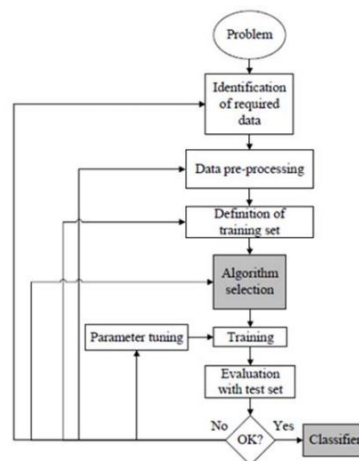 Problem
Identification
of required
data
Data pre-processing
Definition of
training set
Algorithm
selection
Parameter tuning
Training
Evaluation
with test set
No
OK?
Yes
Classifier